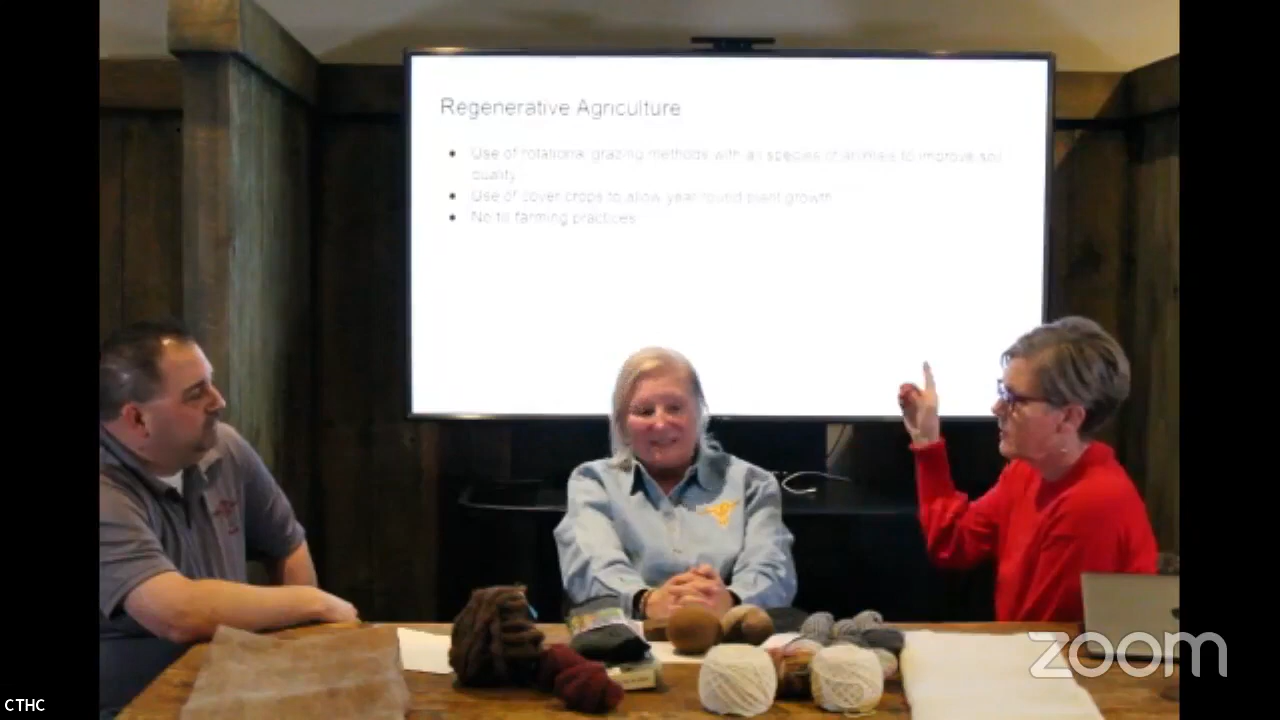 Regenerative Agriculture
Use of rotational grazing methods with all species of animals to improve soil
quality
Use of cover crops to allow year round plant growth
No till farming practices
zoom
CTHC